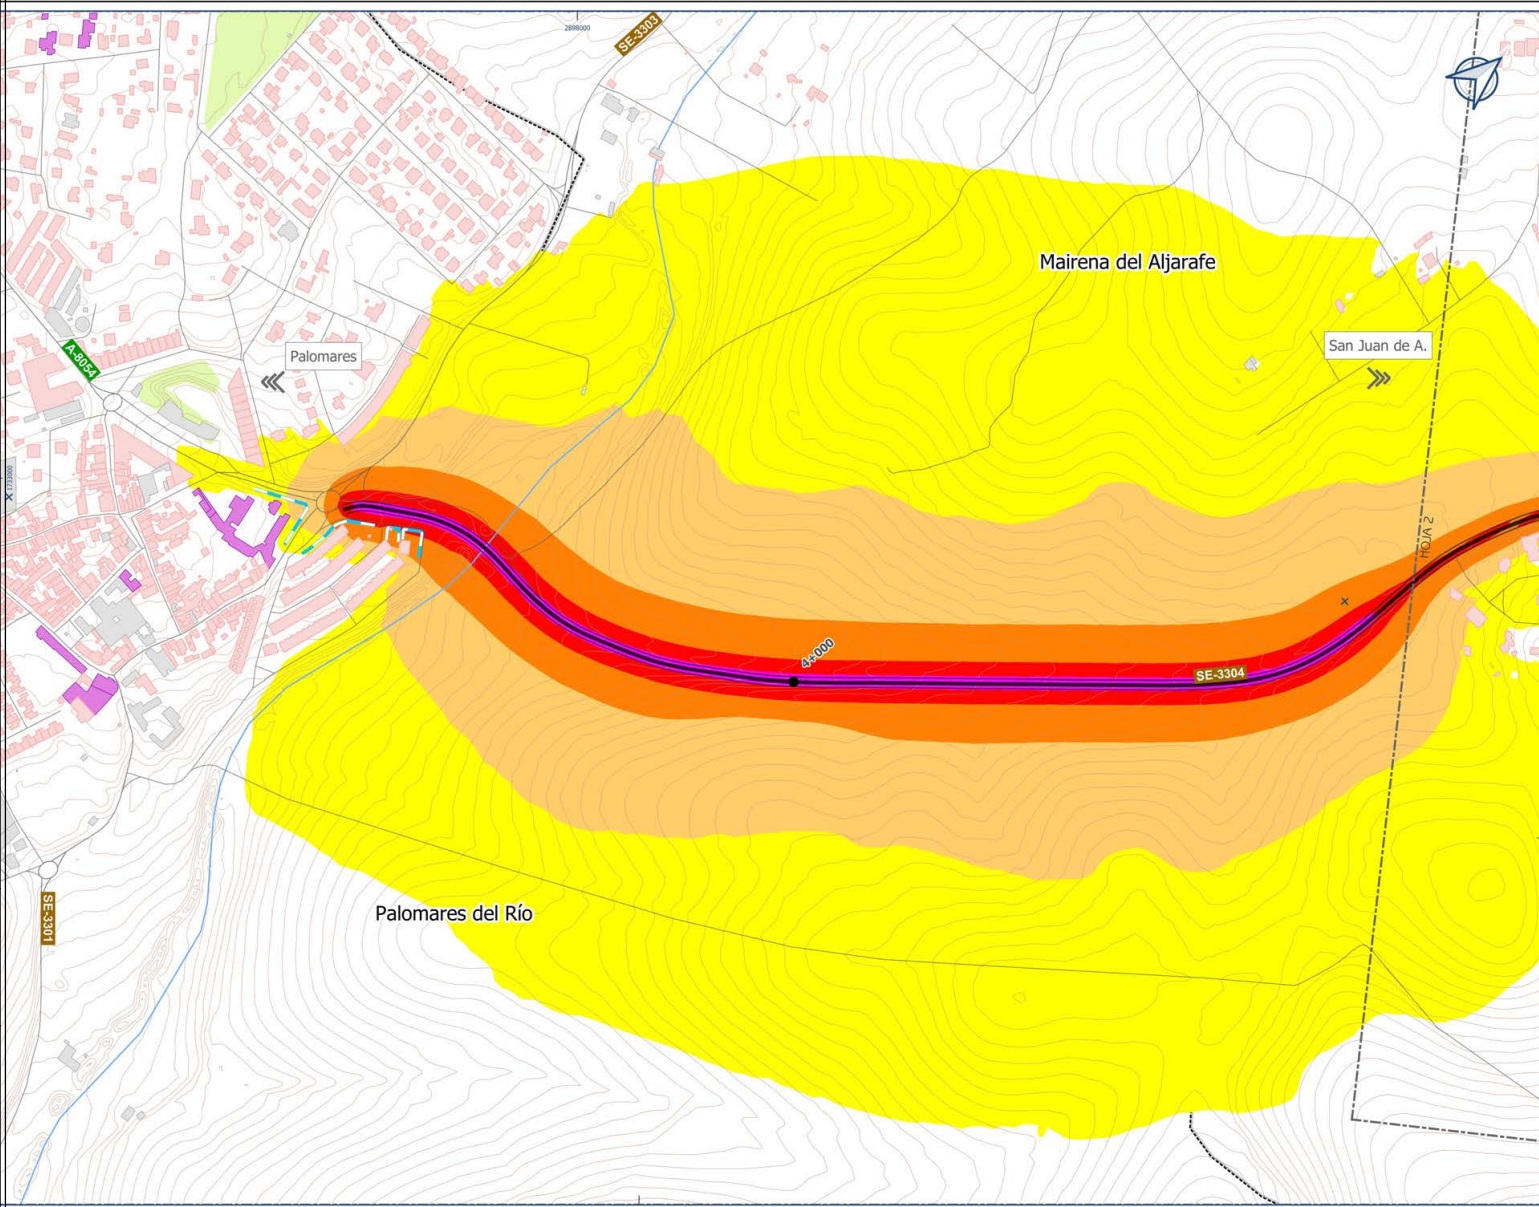 2898000
SE-3303
Mairena del Aljarafe
San Juan de A.
A-8054
Palomares
1733000
HOJA 2
4+000
SE-3304
SE-3301
Palomares del Río